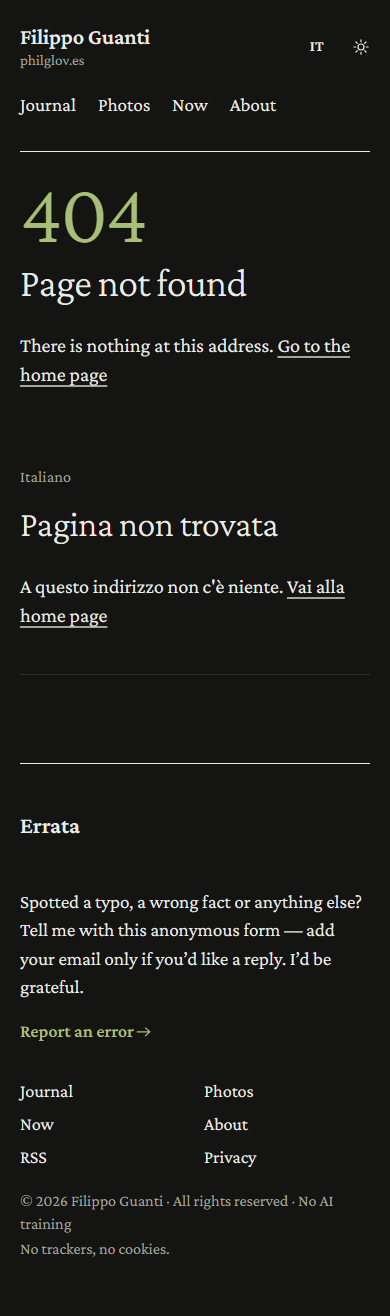 Filippo Guanti
philglov.es
IT
Journal Photos Now About
404
Page not found
There is nothing at this address. Go to the
home page
Italiano
Pagina non trovata
A questo indirizzo non c'è niente. Vai alla
home page
Errata
Spotted a typo, a wrong fact or anything else?
Tell me with this anonymous form — add
your email only if you’d like a reply. I’d be
grateful.
Report an error →
Journal Photos
Now About
RSS Privacy
© 2026 Filippo Guanti · All rights reserved · No AI
training
No trackers, no cookies.